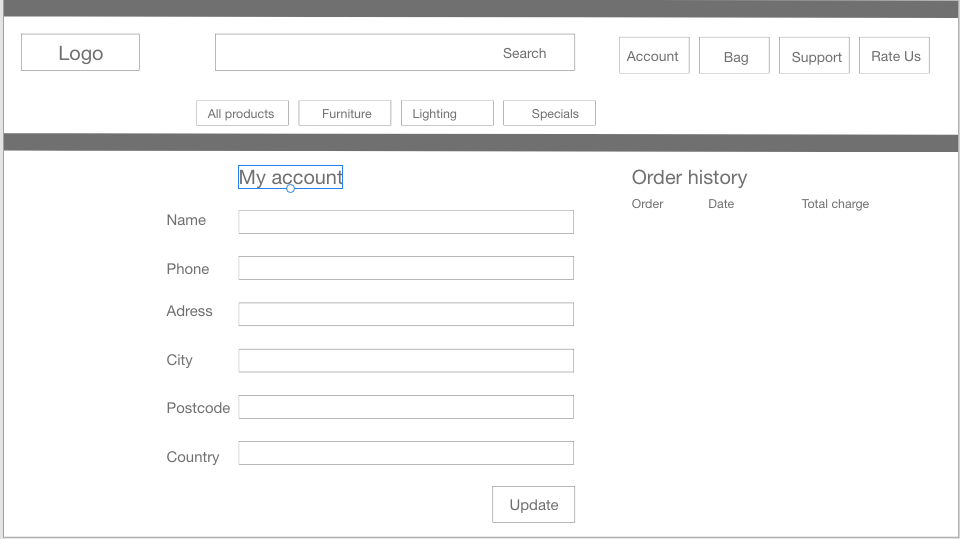 Logo
Search
Account
Bag
Support
Rate Us
All products
Furniture
Lighting
Specials
My account
Name
Phone
Adress
City
Postcode
Country
Update
Order history
Order Date Total charge